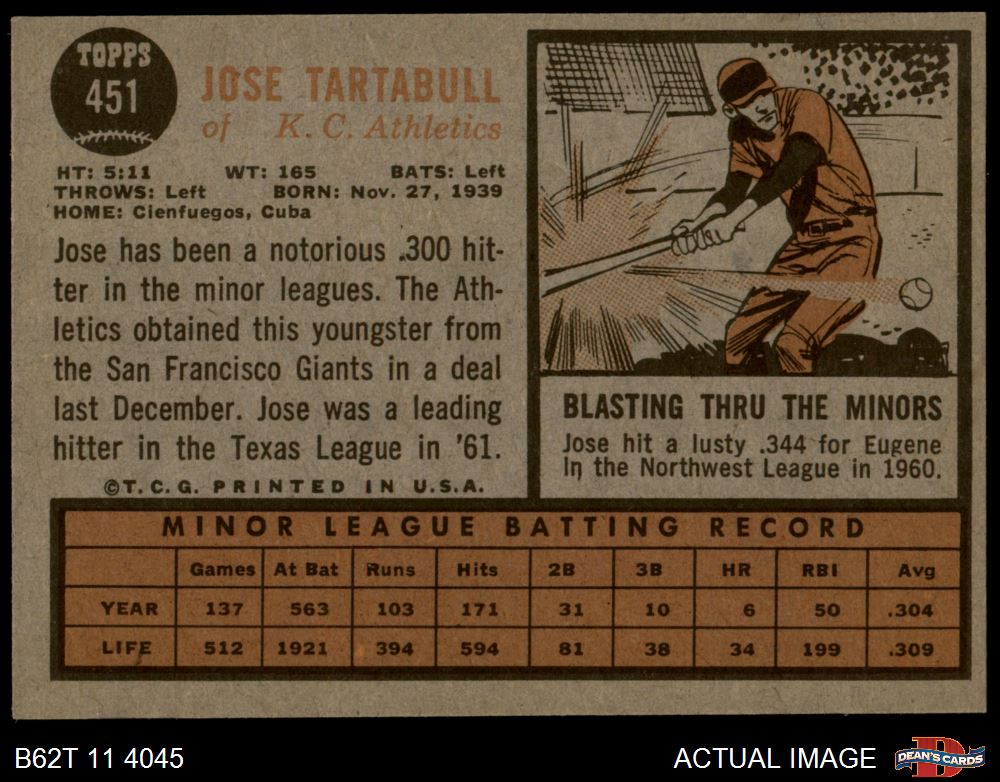 TOPPS
451
JOSE TARTABULL
of K. C. Athletics
HT: 5:11 WT: 165 BATS: Left
THROWS: Left BORN: Nov. 27, 1939
HOME: Cienfuegos, Cuba
Jose has been a notorious .300 hit-
ter in the minor leagues. The Ath-
letics obtained this youngster from
the San Francisco Giants in a deal
last December. Jose was a leading
hitter in the Texas League in '61.
©T. C. G. PRINTED IN U.S.A.
BLASTING THRU THE MINORS
Jose hit a lusty .344 for Eugene
in the Northwest League in 1960.
MINOR LEAGUE BATTING RECORD
Games At Bat Runs Hits 2B 3B HR RBI Avg
YEAR 137 563 103 171 31 10 6 50 .304
LIFE 512 1921 394 594 81 38 34 199 .309
B62T 11 4045
ACTUAL IMAGE
D
DEAN'S CARDS